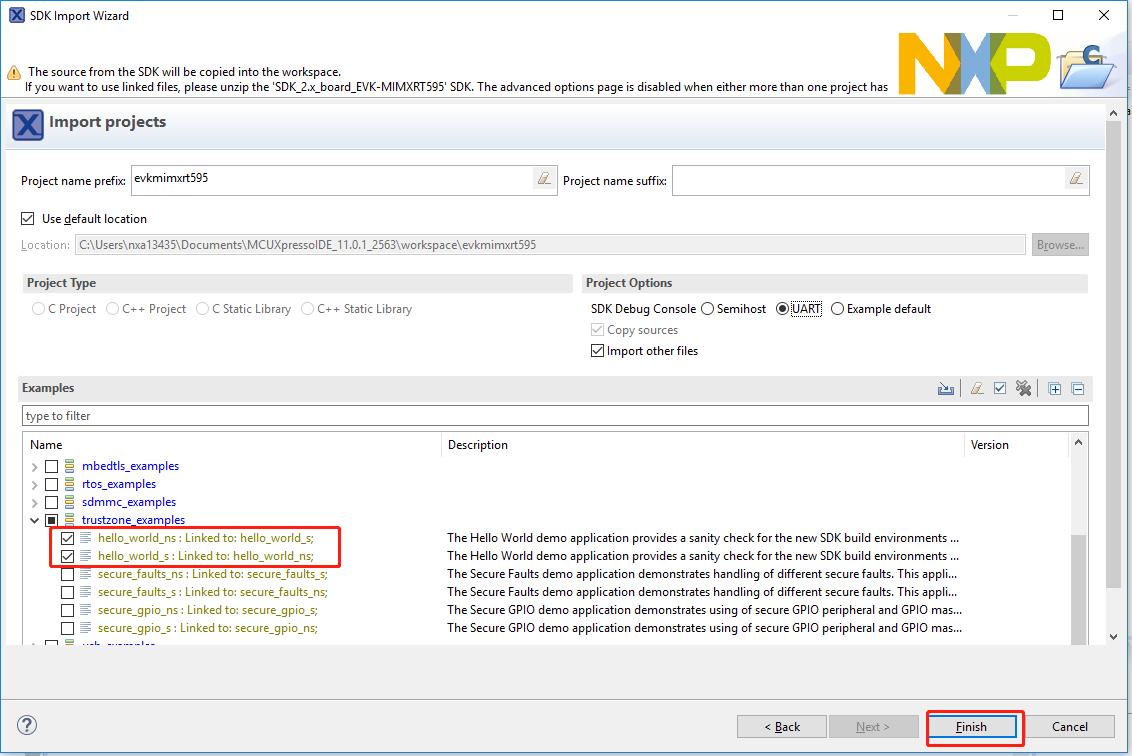 SDK Import Wizard
NXP
The source from the SDK will be copied into the workspace.
If you want to use linked files, please unzip the 'SDK_2.x_board_EVK-MIMXRT595' SDK. The advanced options page is disabled when either more than one project has
Import projects
Project name prefix: evkmimxrt595 Project name suffix:
Use default location
Location: C:\Users\nxa13435\Documents\MCUXpressoIDE_11.0.1_2563\workspace\evkmimxrt595 Browse...
Project Type Project Options
C Project C++ Project C Static Library C++ Static Library SDK Debug Console Semihost UART Example default
Copy sources
Import other files
Examples
type to filter
Name Description Version
mbedtls_examples
rtos_examples
sdmmc_examples
trustzone_examples
hello_world_ns : Linked to: hello_world_s; The Hello World demo application provides a sanity check for the new SDK build environments ...
hello_world_s : Linked to: hello_world_ns; The Hello World demo application provides a sanity check for the new SDK build environments ...
secure_faults_ns : Linked to: secure_faults_s; The Secure Faults demo application demonstrates handling of different secure faults. This appli...
secure_faults_s : Linked to: secure_faults_ns; The Secure Faults demo application demonstrates handling of different secure faults. This appli...
secure_gpio_ns : Linked to: secure_gpio_s; The Secure GPIO demo application demonstrates using of secure GPIO peripheral and GPIO mas...
secure_gpio_s : Linked to: secure_gpio_ns; The Secure GPIO demo application demonstrates using of secure GPIO peripheral and GPIO mas...
< Back Next > Finish Cancel